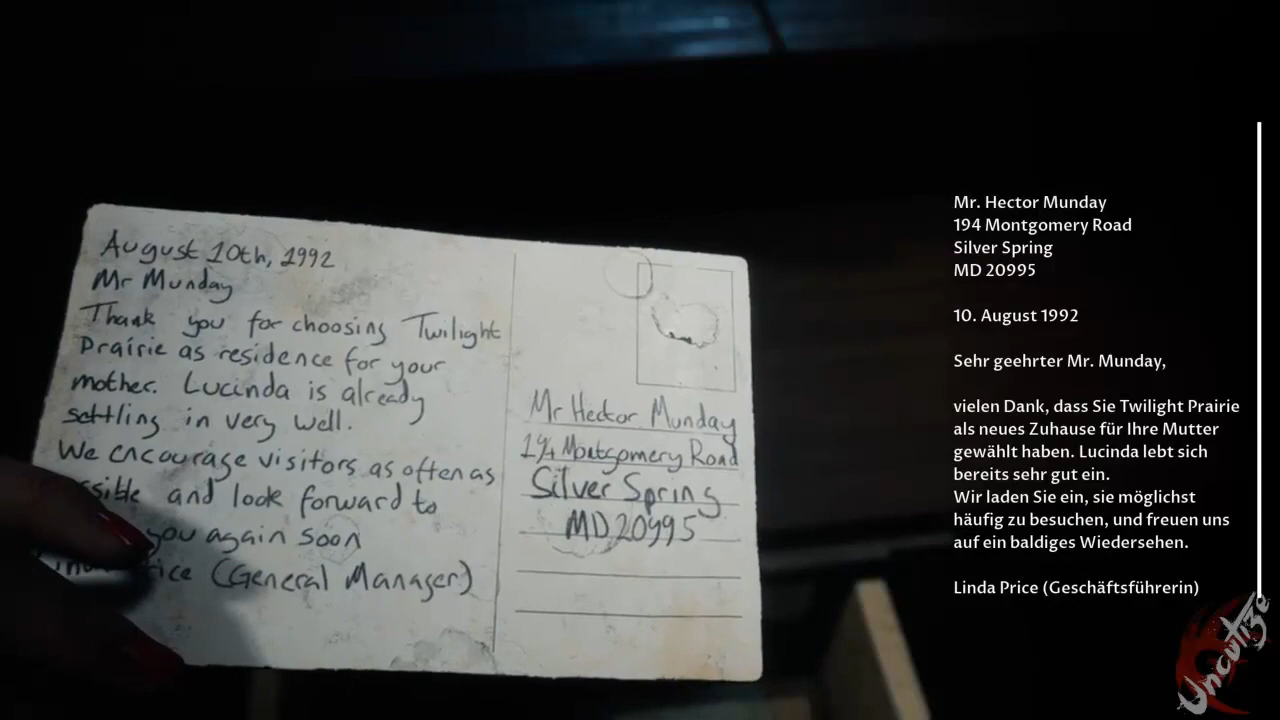 August 10th, 1992
Mr Munday
Thank you for choosing Twilight
Prairie as residence for your
mother. Lucinda is already
settling in very well.
We encourage visitors as often as
ssible and look forward to
you again soon
ice (General Manager)
Mr Hector Munday
194 Montgomery Road
Silver Spring
MD 20995
Mr. Hector Munday
194 Montgomery Road
Silver Spring
MD 20995
10. August 1992
Sehr geehrter Mr. Munday,
vielen Dank, dass Sie Twilight Prairie
als neues Zuhause für Ihre Mutter
gewählt haben. Lucinda lebt sich
bereits sehr gut ein.
Wir laden Sie ein, sie möglichst
häufig zu besuchen, und freuen uns
auf ein baldiges Wiedersehen.
Linda Price (Geschäftsführerin)
Uncutize